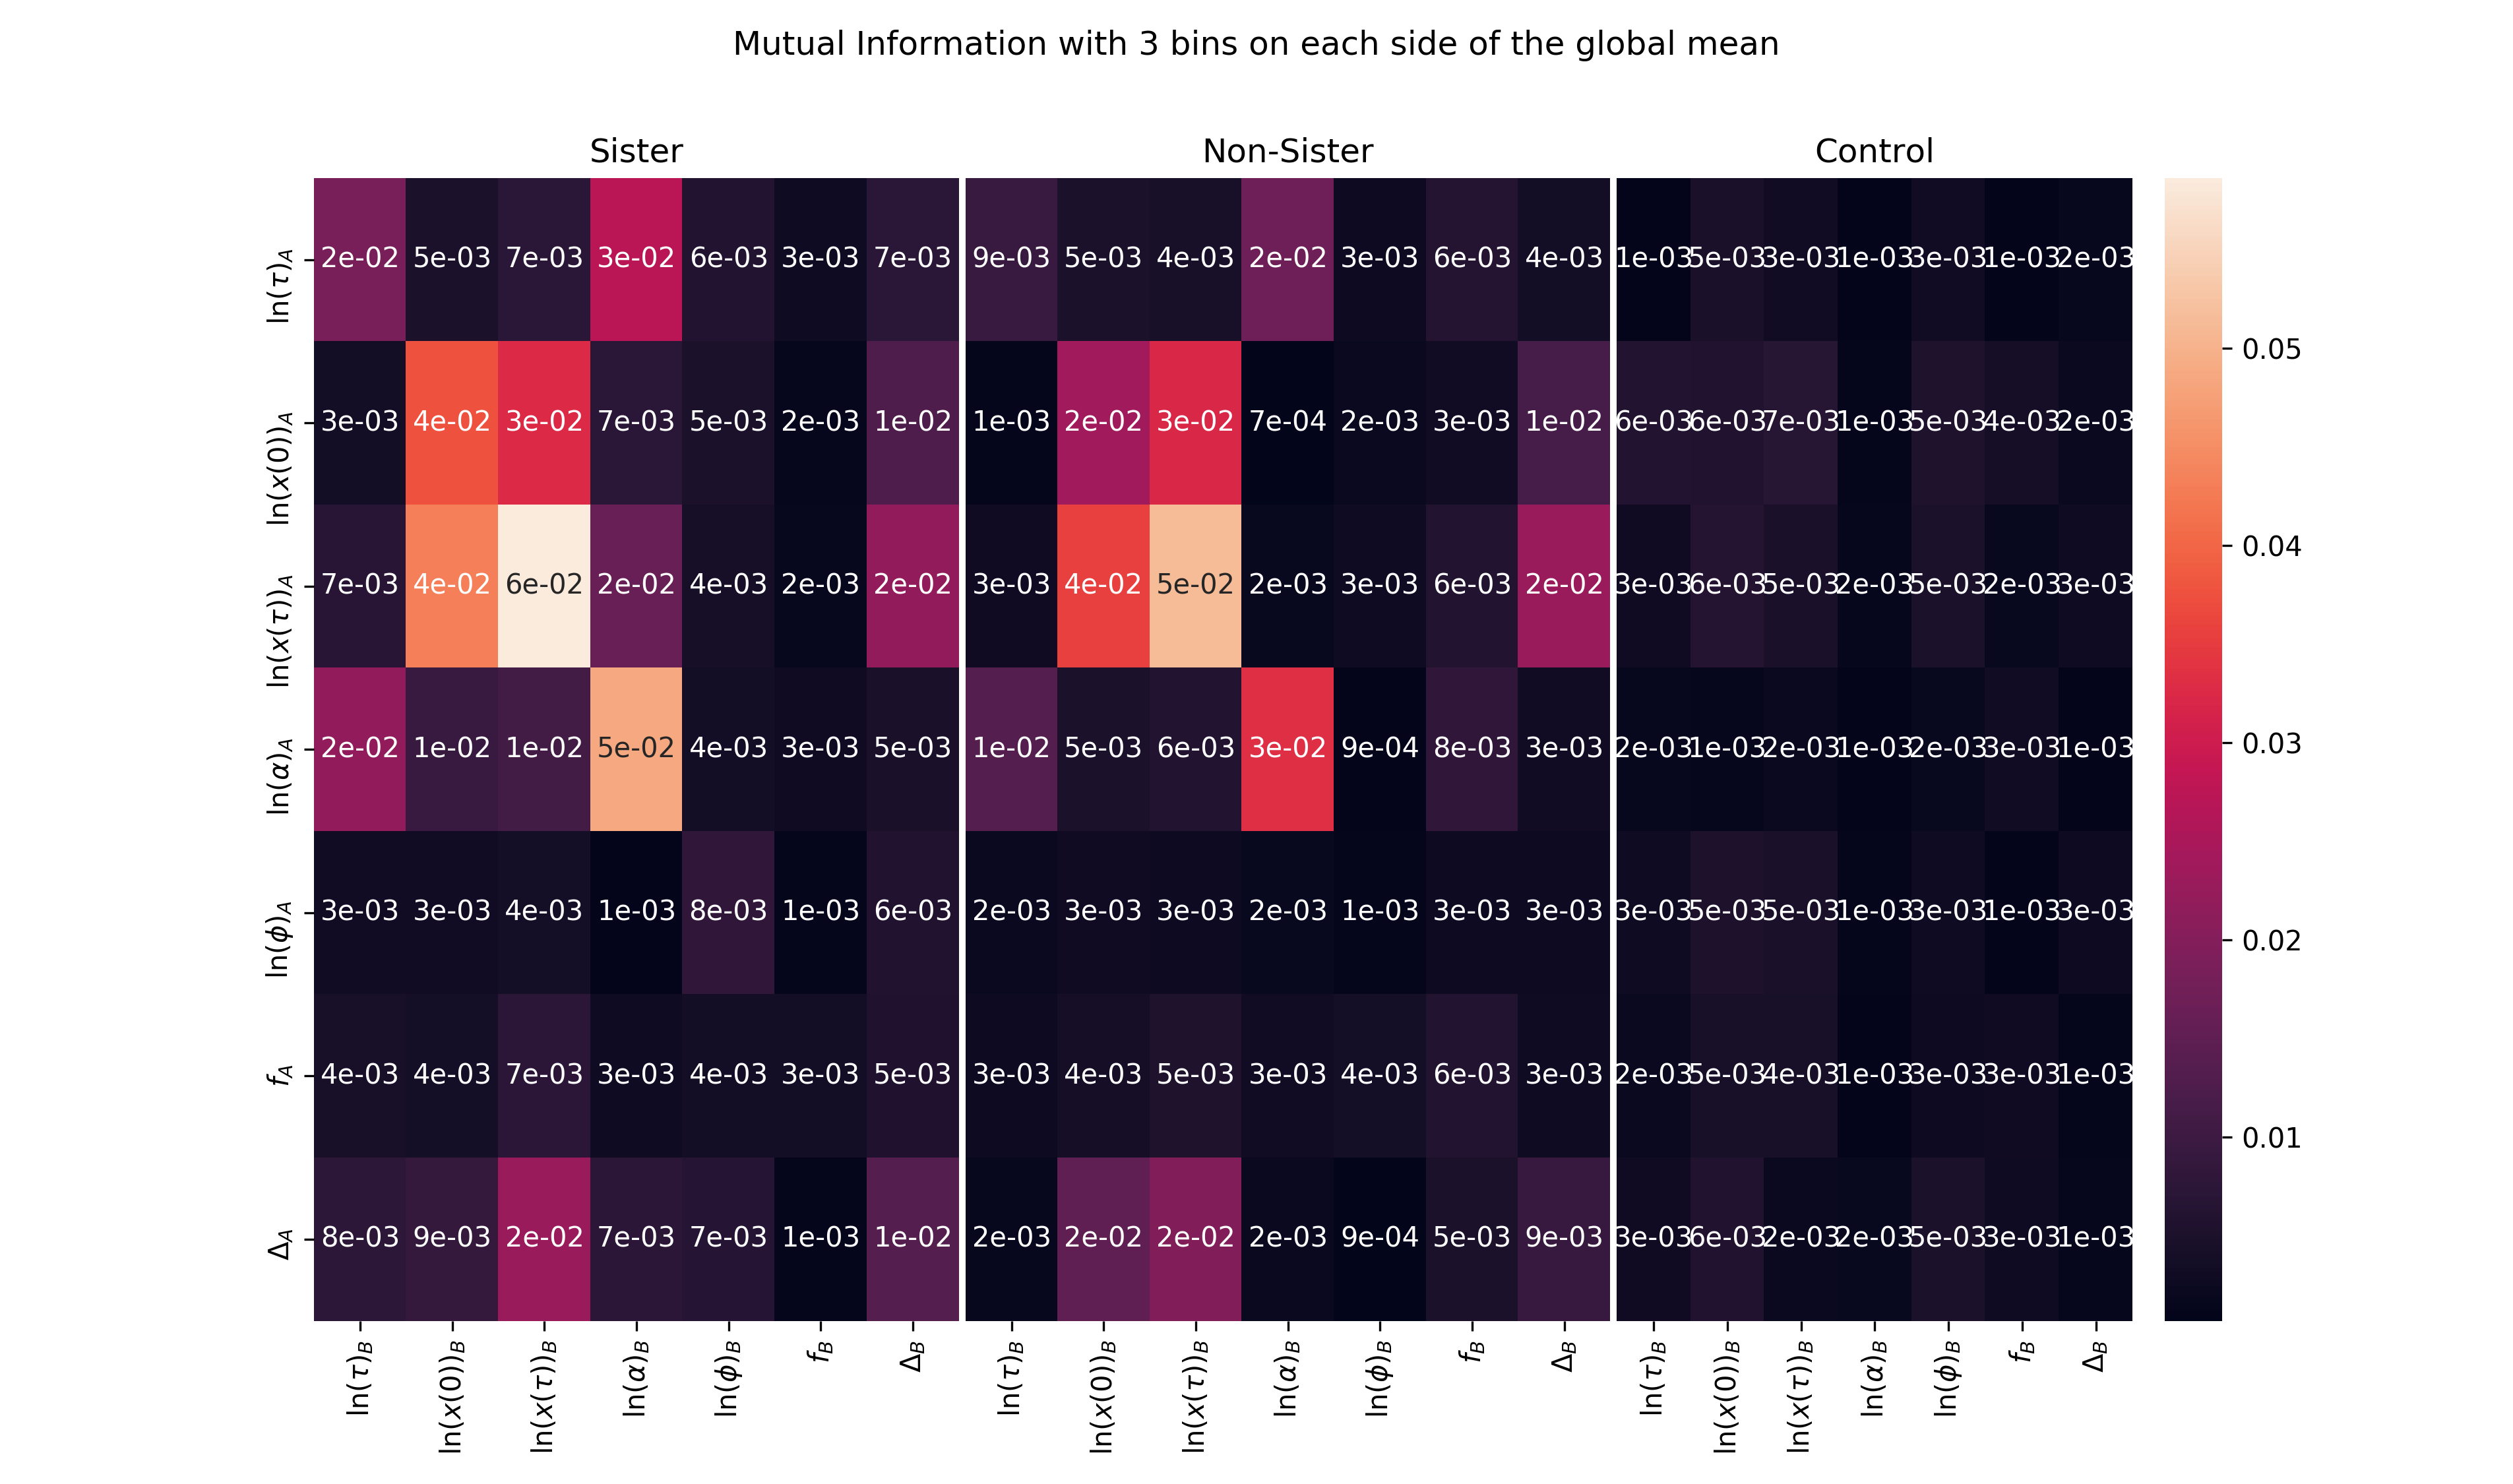 Mutual Information with 3 bins on each side of the global mean
Sister Non-Sister Control
ln(τ)A 2e-02 5e-03 7e-03 3e-02 6e-03 3e-03 7e-03 9e-03 5e-03 4e-03 2e-02 3e-03 6e-03 4e-03 1e-03 5e-03 3e-03 1e-03 3e-03 1e-03 2e-03
0.05
ln(x(0))A 3e-03 4e-02 3e-02 7e-03 5e-03 2e-03 1e-02 1e-03 2e-02 3e-02 7e-04 2e-03 3e-03 1e-02 6e-03 6e-03 7e-03 1e-03 5e-03 4e-03 2e-03
0.04
ln(x(τ))A 7e-03 4e-02 6e-02 2e-02 4e-03 2e-03 2e-02 3e-03 4e-02 5e-02 2e-03 3e-03 6e-03 2e-02 3e-03 6e-03 5e-03 2e-03 5e-03 2e-03 3e-03
0.03
ln(α)A 2e-02 1e-02 1e-02 5e-02 4e-03 3e-03 5e-03 1e-02 5e-03 6e-03 3e-02 9e-04 8e-03 3e-03 2e-03 1e-03 2e-03 1e-03 2e-03 3e-03 1e-03
ln(ϕ)A 3e-03 3e-03 4e-03 1e-03 8e-03 1e-03 6e-03 2e-03 3e-03 3e-03 2e-03 1e-03 3e-03 3e-03 3e-03 5e-03 5e-03 1e-03 3e-03 1e-03 3e-03
0.02
fA 4e-03 4e-03 7e-03 3e-03 4e-03 3e-03 5e-03 3e-03 4e-03 5e-03 3e-03 4e-03 6e-03 3e-03 2e-03 5e-03 4e-03 1e-03 3e-03 3e-03 1e-03
0.01
ΔA 8e-03 9e-03 2e-02 7e-03 7e-03 1e-03 1e-02 2e-03 2e-02 2e-02 2e-03 9e-04 5e-03 9e-03 3e-03 6e-03 2e-03 2e-03 5e-03 3e-03 1e-03
ln(τ)B ln(x(0))B ln(x(τ))B ln(α)B ln(ϕ)B fB ΔB ln(τ)B ln(x(0))B ln(x(τ))B ln(α)B ln(ϕ)B fB ΔB ln(τ)B ln(x(0))B ln(x(τ))B ln(α)B ln(ϕ)B fB ΔB